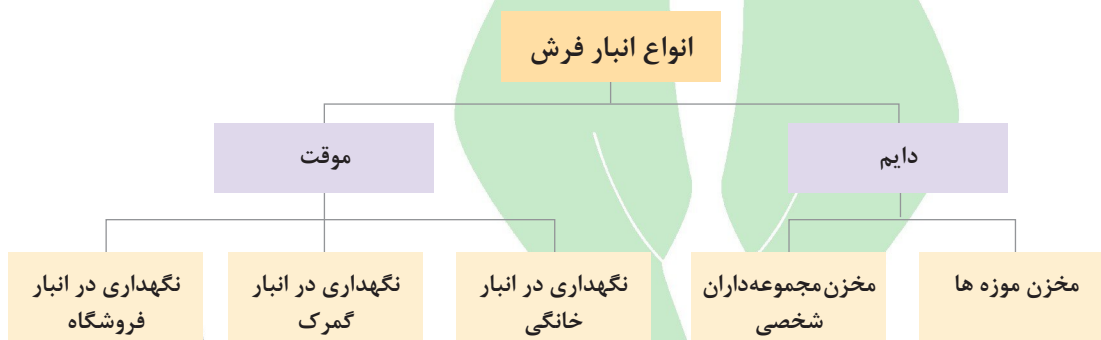 انواع انبار فرش
دایم
موقت
مخزن موزه ها
مخزن مجموعه‌داران
شخصی
نگهداری در انبار
خانگی
نگهداری در انبار
گمرک
نگهداری در انبار
فروشگاه